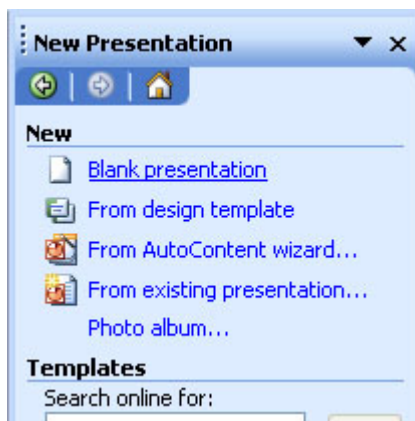 New Presentation
New
Blank presentation
From design template
From AutoContent wizard...
From existing presentation...
Photo album...
Templates
Search online for: